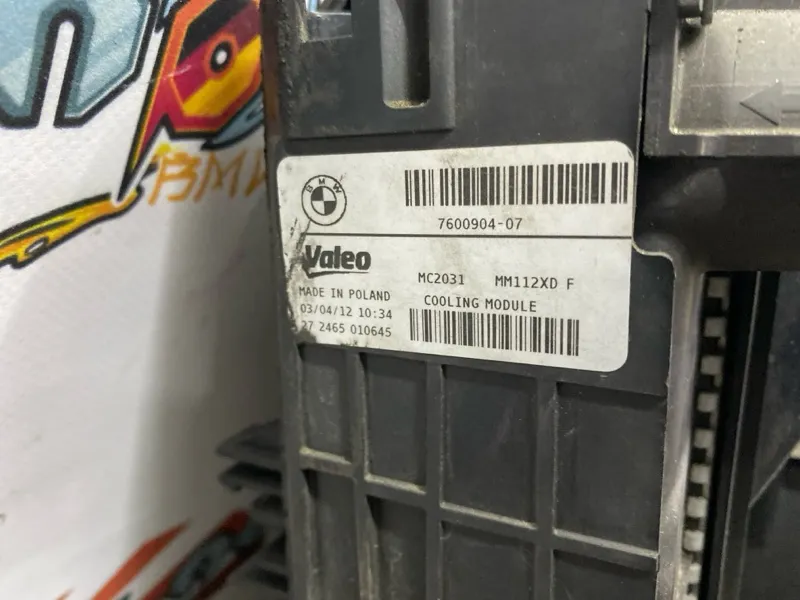 BMW
BMW
7600904-07
Valeo
MC2031 MM112XD F
MADE IN POLAND
COOLING MODULE
03/04/12 10:34
27 2465 010645